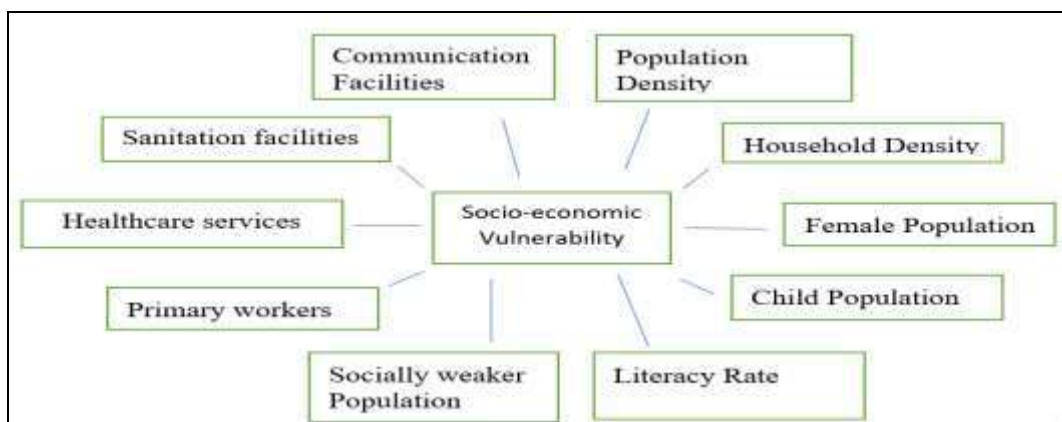 Communication
Facilities
Population
Density
Sanitation facilities
Household Density
Healthcare services
Socio-economic
Vulnerability
Female Population
Primary workers
Child Population
Socially weaker
Population
Literacy Rate